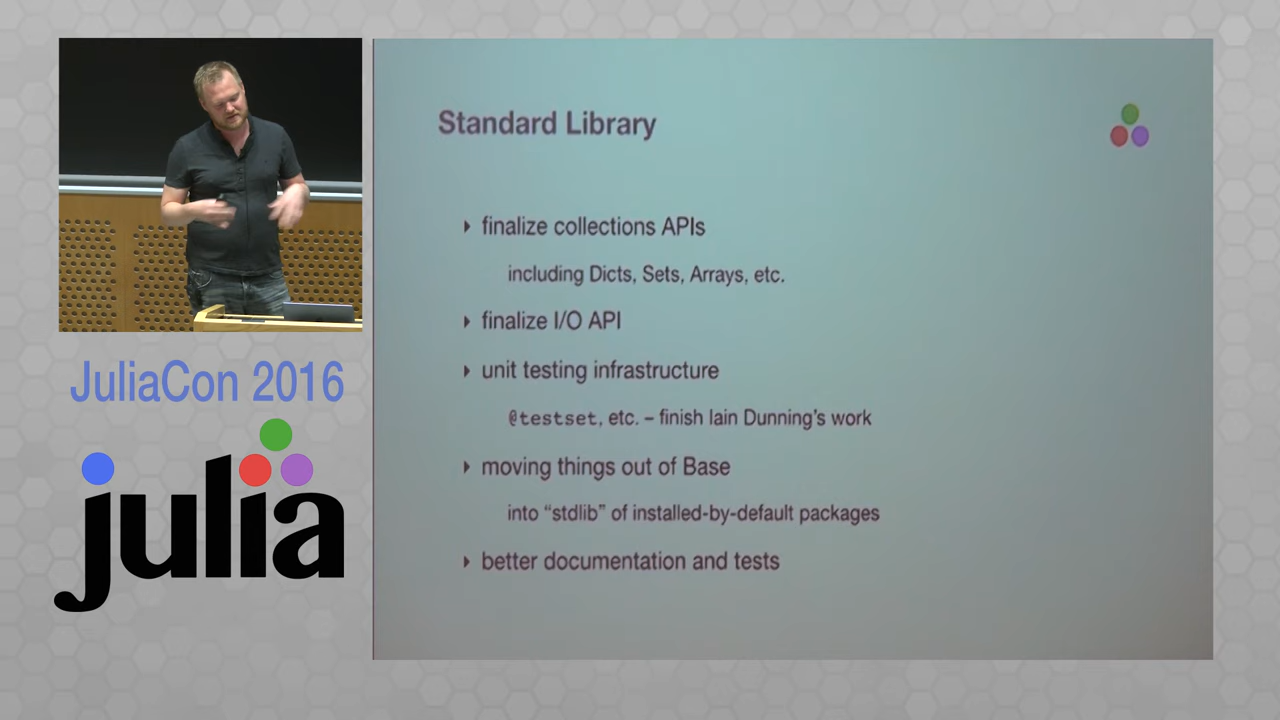 JuliaCon 2016
julia
Standard Library
finalize collections APIs
including Dicts, Sets, Arrays, etc.
finalize I/O API
unit testing infrastructure
@testset, etc. – finish Iain Dunning's work
moving things out of Base
into “stdlib” of installed-by-default packages
better documentation and tests